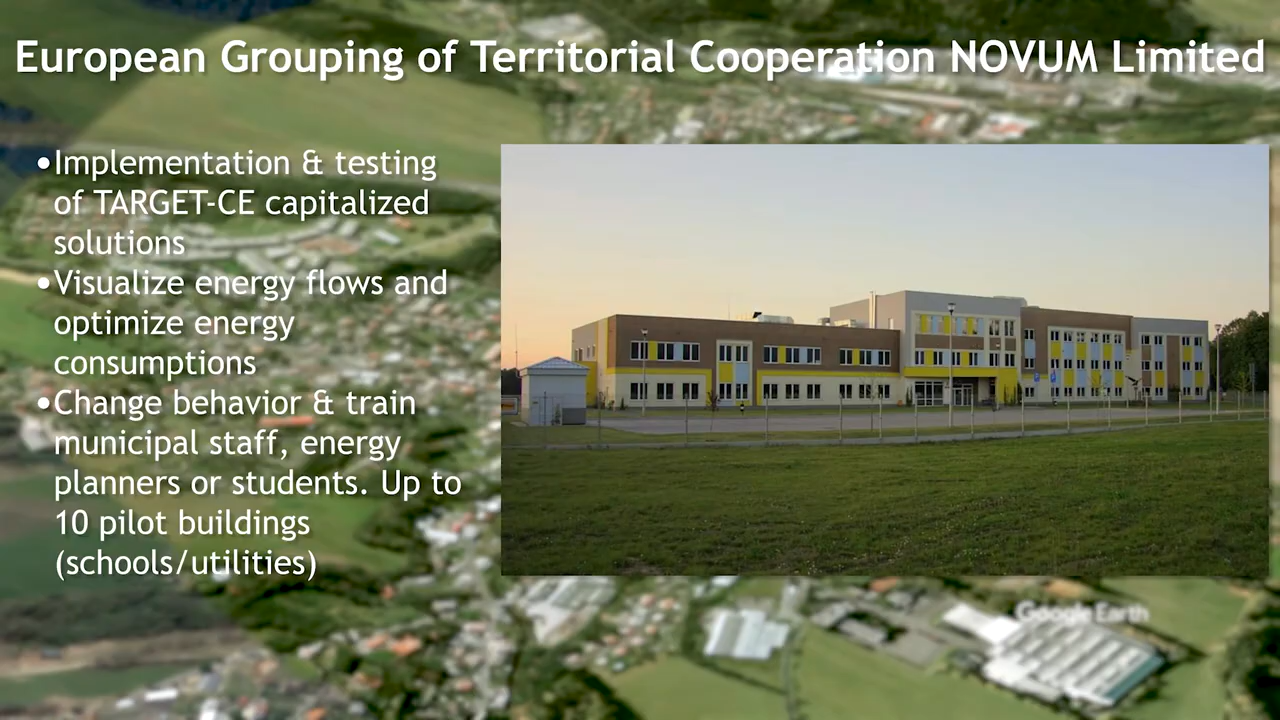 European Grouping of Territorial Cooperation NOVUM Limited
•Implementation & testing
of TARGET-CE capitalized
solutions
•Visualize energy flows and
optimize energy
consumptions
•Change behavior & train
municipal staff, energy
planners or students. Up to
10 pilot buildings
(schools/utilities)
Google Earth